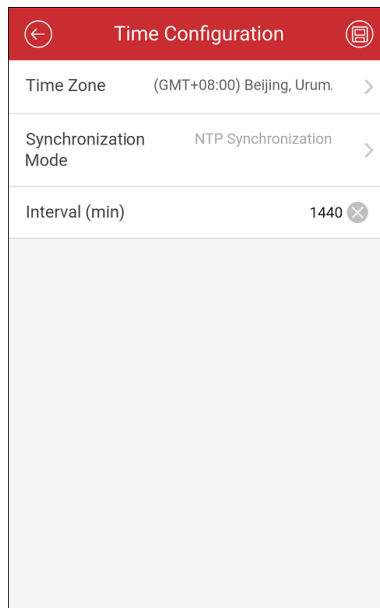 Time Configuration
Time Zone (GMT+08:00) Beijing, Urum.
Synchronization NTP Synchronization
Mode
Interval (min) 1440